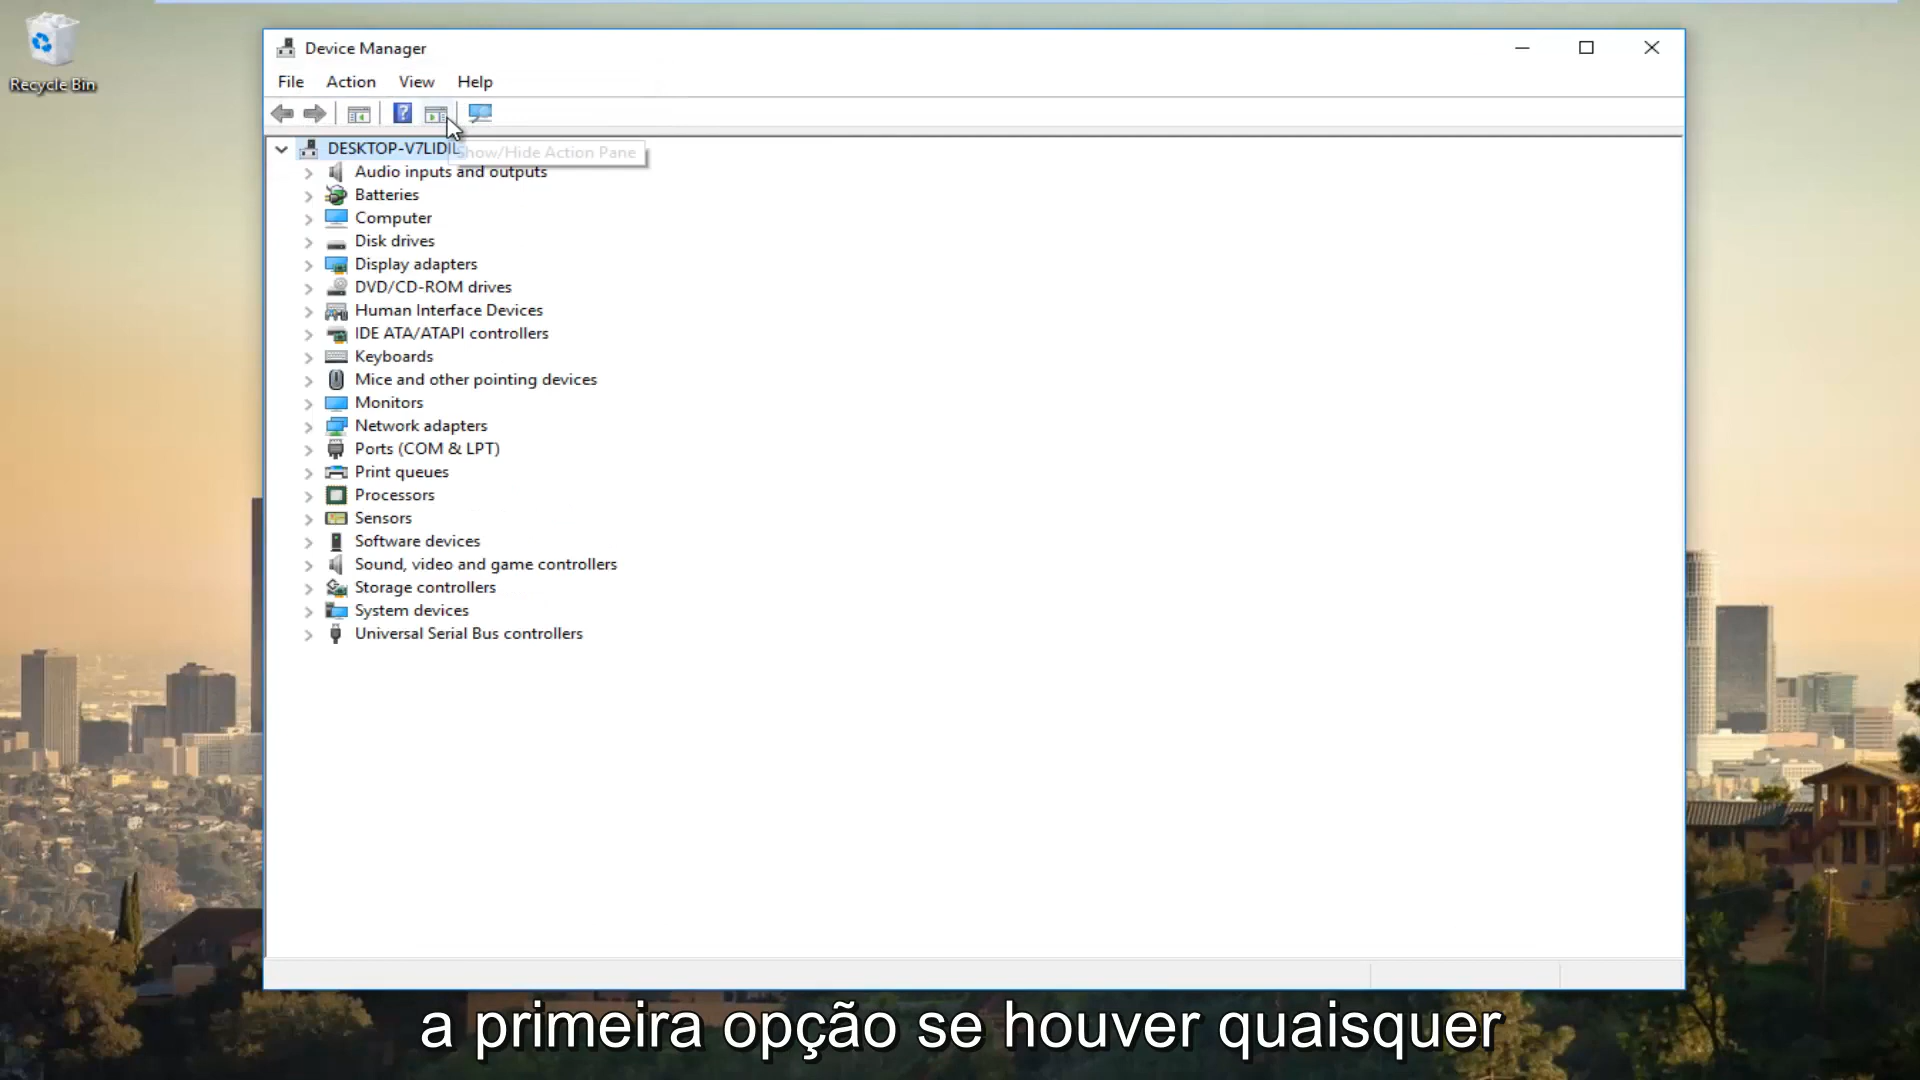 Recycle Bin
Device Manager
File Action View Help
DESKTOP-V7LIDIL
Show/Hide Action Pane
Audio inputs and outputs
Batteries
Computer
Disk drives
Display adapters
DVD/CD-ROM drives
Human Interface Devices
IDE ATA/ATAPI controllers
Keyboards
Mice and other pointing devices
Monitors
Network adapters
Ports (COM & LPT)
Print queues
Processors
Sensors
Software devices
Sound, video and game controllers
Storage controllers
System devices
Universal Serial Bus controllers
a primeira opção se houver quaisquer